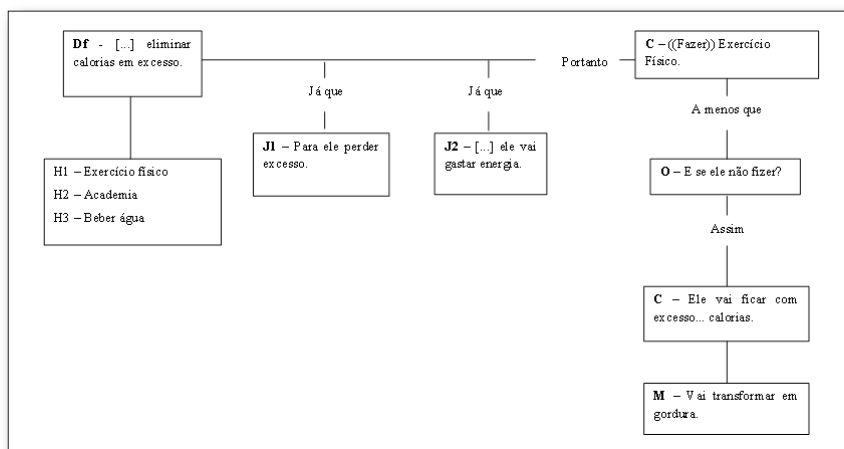 Df - [...] eliminar
calorias em excesso.
Portanto
C – ((Fazer)) Exercício
Físico.
Já que
Já que
A menos que
J1 – Para ele perder
excesso.
J2 – [...] ele vai
gastar energia.
H1 – Exercício físico
H2 – Academia
H3 – Beber água
O – E se ele não fizer?
Assim
C – Ele vai ficar com
excesso... calorias.
M – Vai transformar em
gordura.